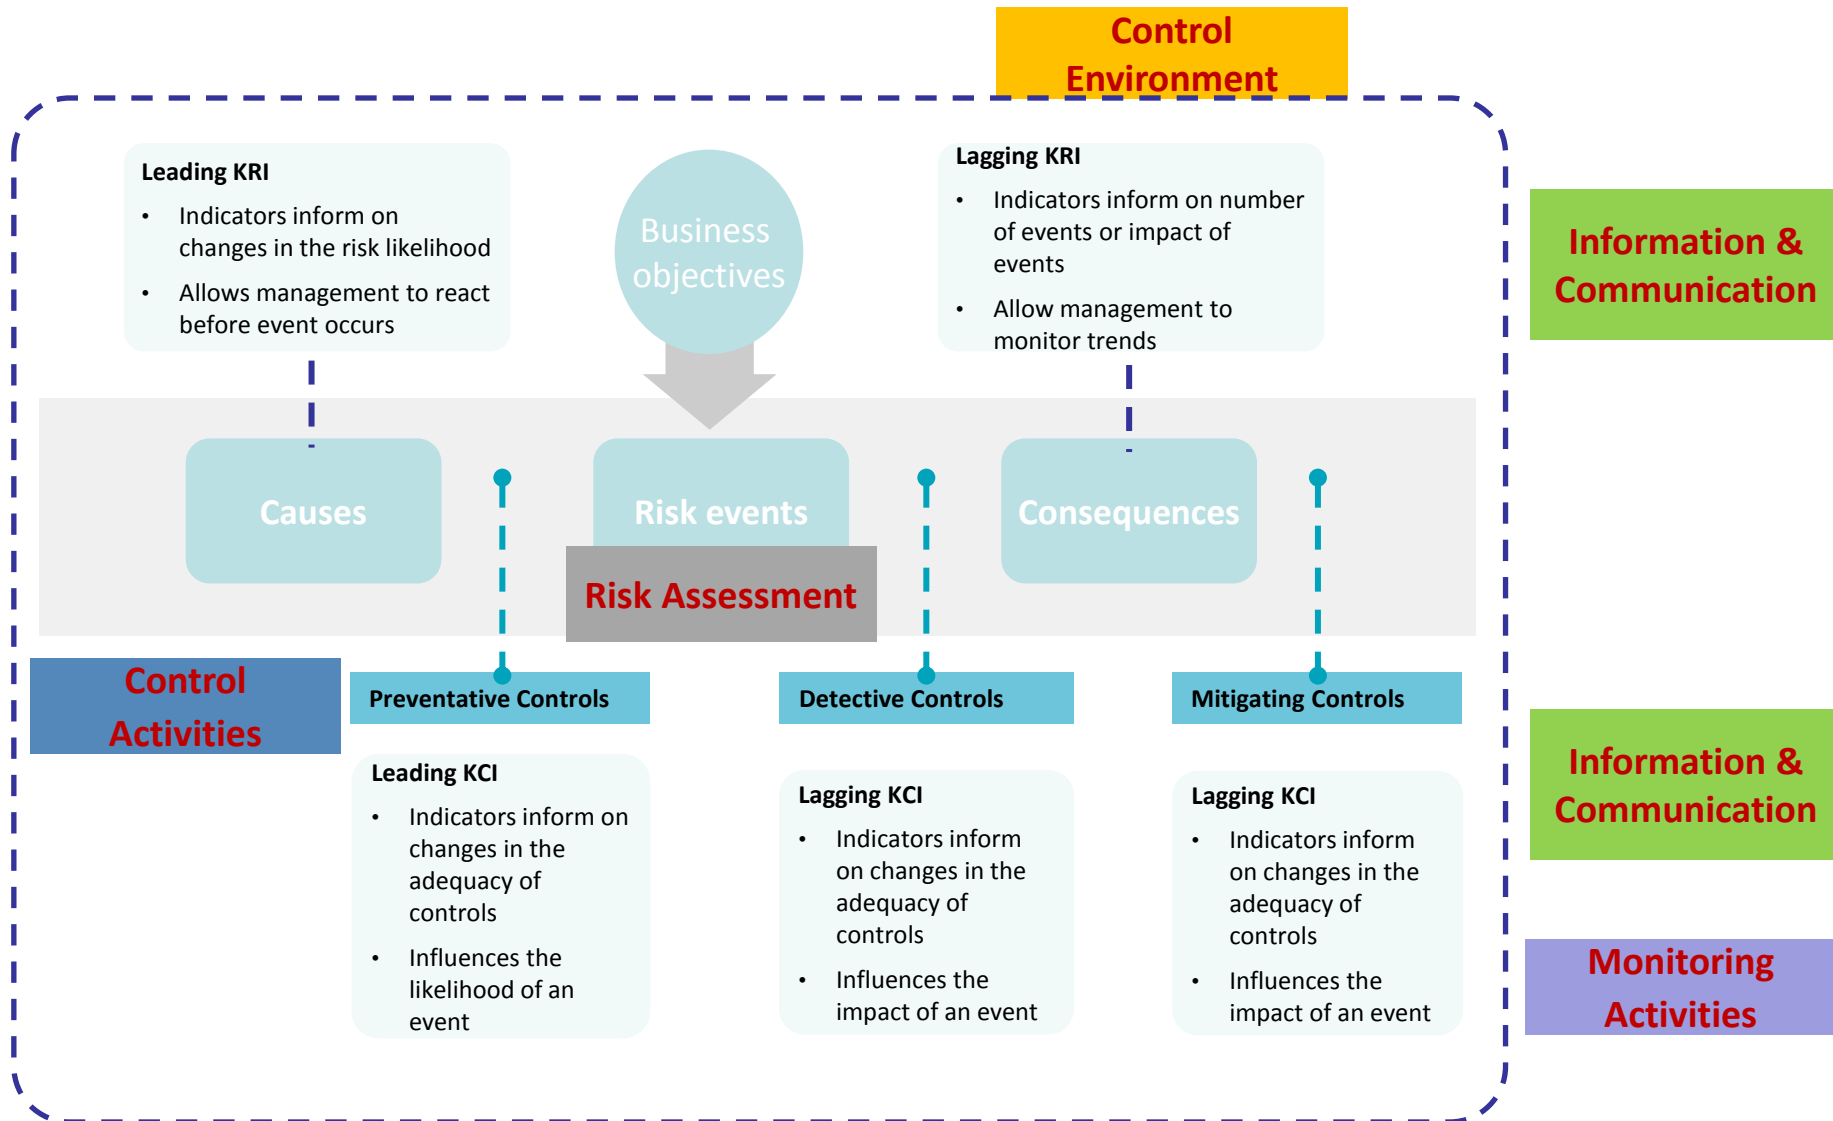 Control
Environment
Leading KRI
• Indicators inform on
changes in the risk likelihood
• Allows management to react
before event occurs
Business
objectives
Lagging KRI
• Indicators inform on number
of events or impact of
events
• Allow management to
monitor trends
Information &
Communication
Causes
Risk events
Consequences
Risk Assessment
Control
Activities
Preventative Controls
Detective Controls
Mitigating Controls
Leading KCI
• Indicators inform on
changes in the
adequacy of
controls
• Influences the
likelihood of an
event
Lagging KCI
• Indicators inform
on changes in the
adequacy of
controls
• Influences the
impact of an event
Lagging KCI
• Indicators inform
on changes in the
adequacy of
controls
• Influences the
impact of an event
Information &
Communication
Monitoring
Activities